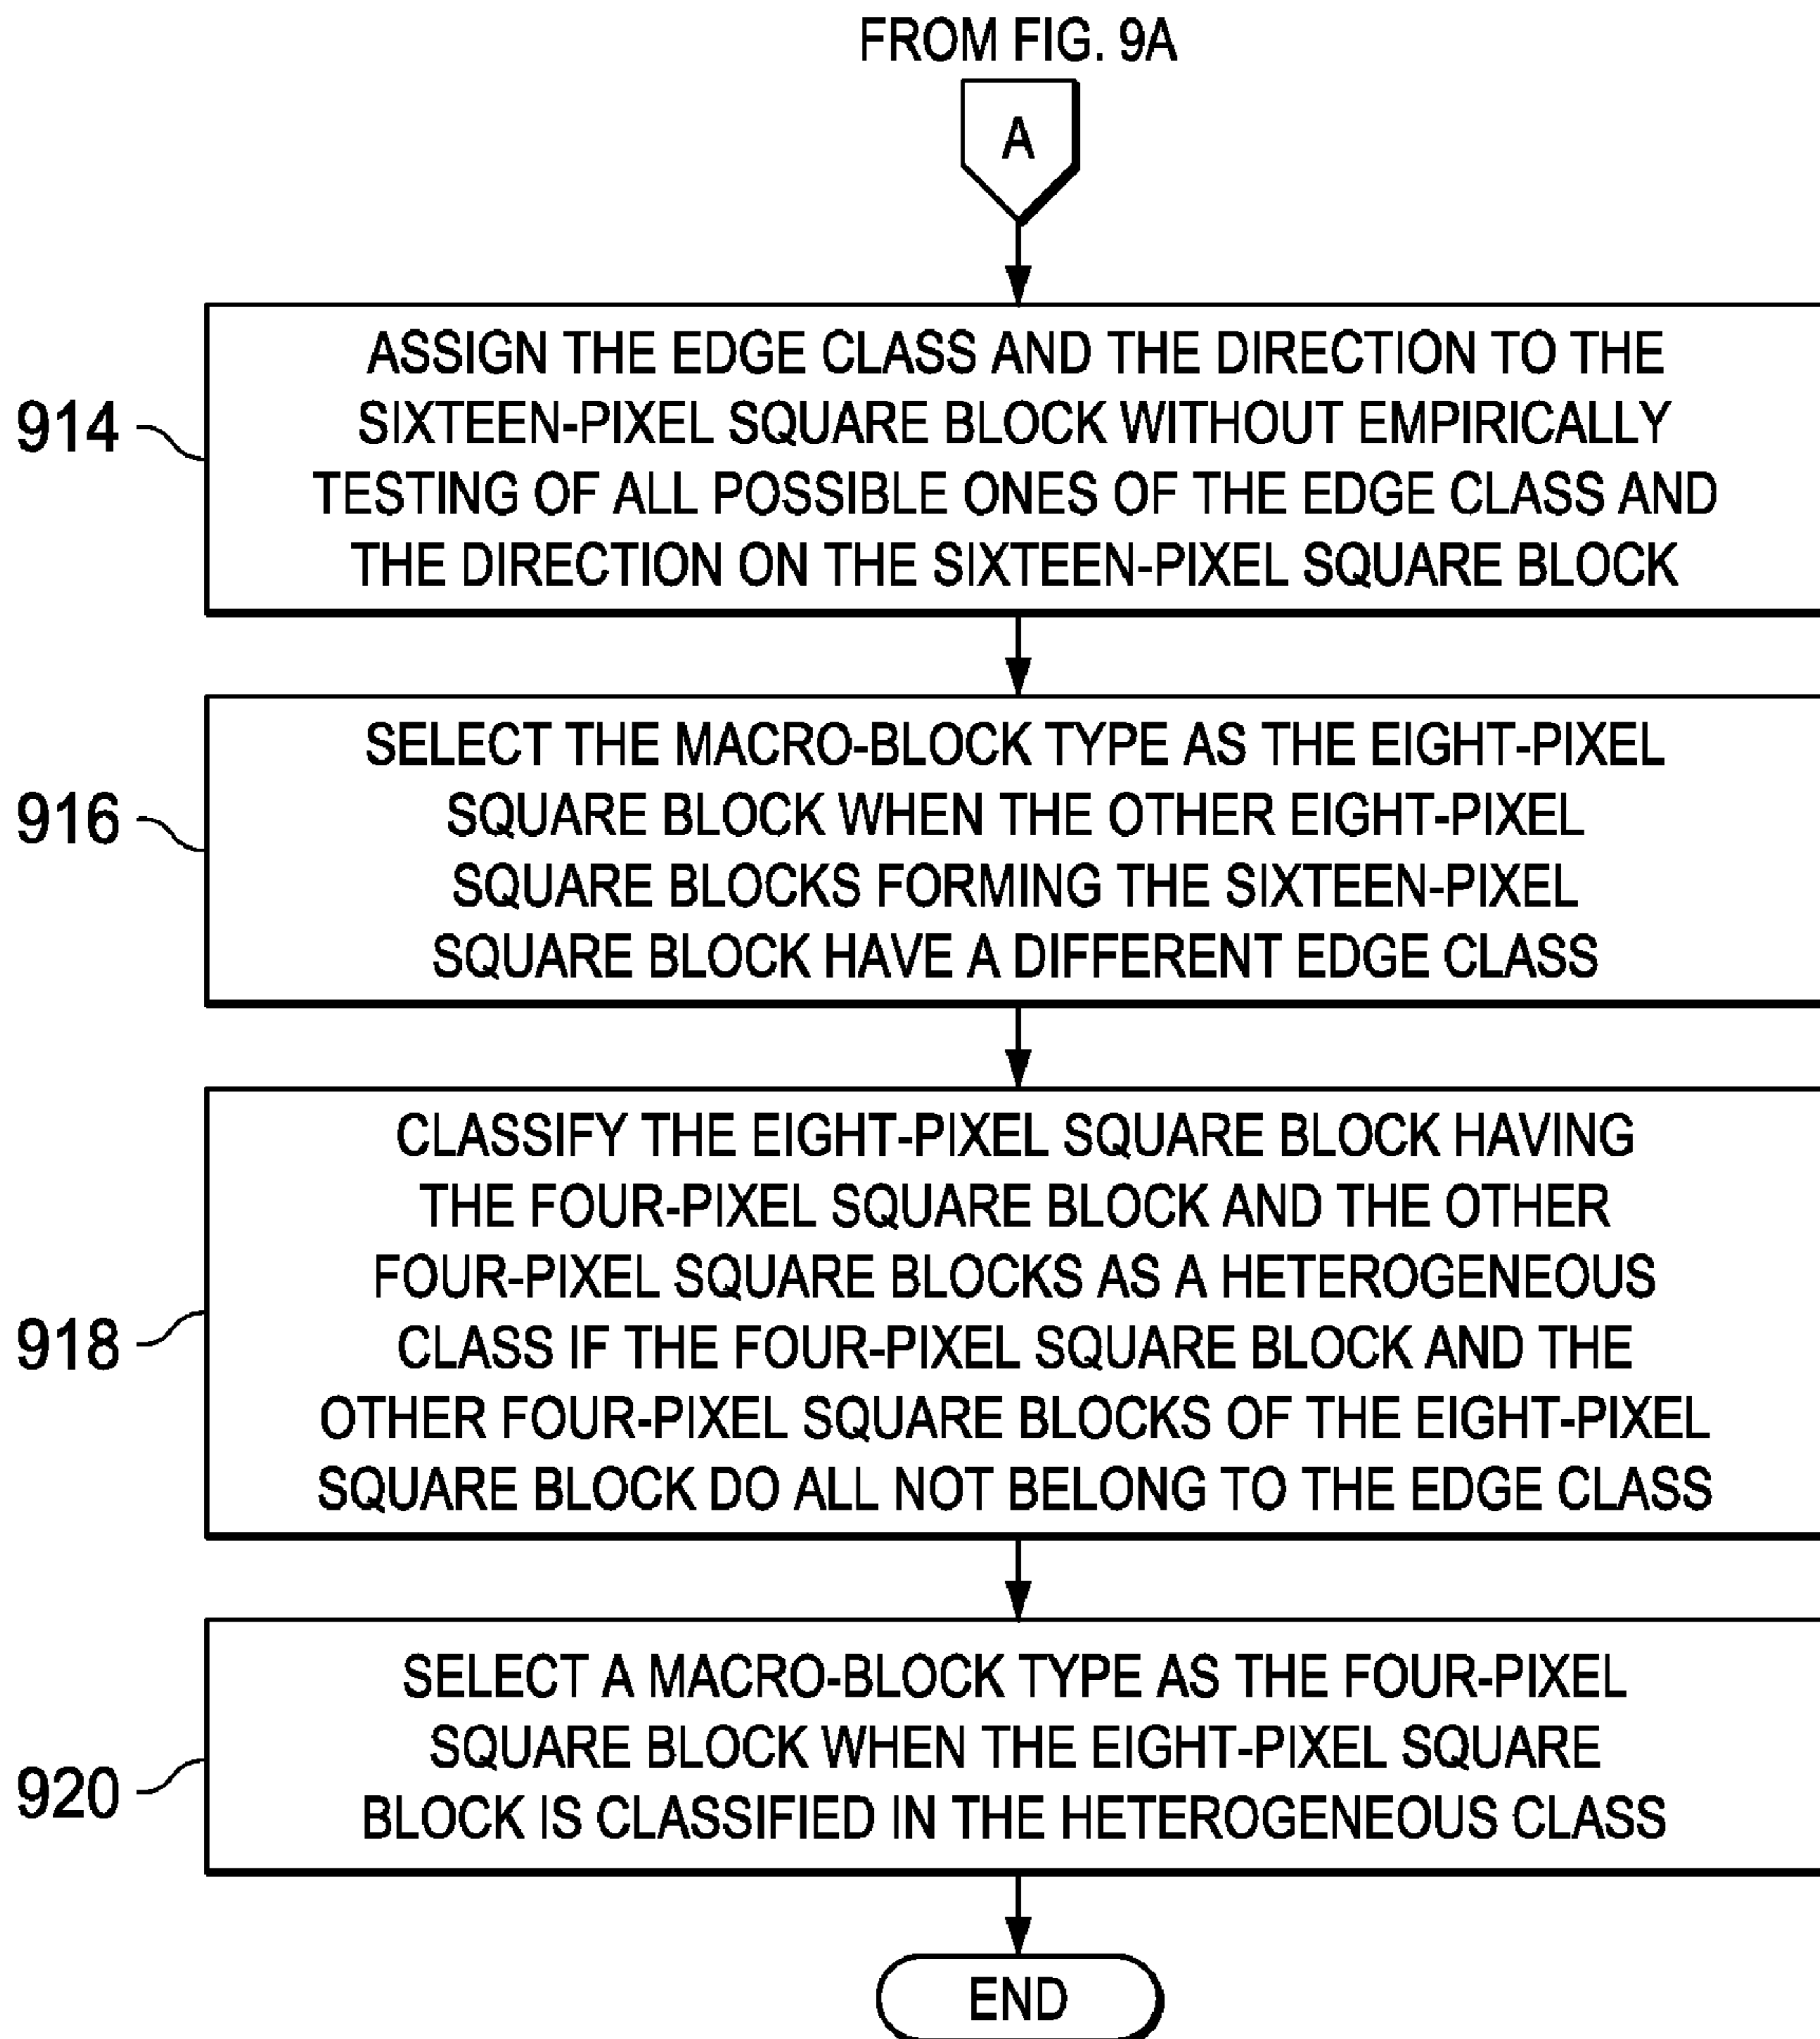 FROM FIG. 9A
A
914
ASSIGN THE EDGE CLASS AND THE DIRECTION TO THE
SIXTEEN-PIXEL SQUARE BLOCK WITHOUT EMPIRICALLY
TESTING OF ALL POSSIBLE ONES OF THE EDGE CLASS AND
THE DIRECTION ON THE SIXTEEN-PIXEL SQUARE BLOCK
916
SELECT THE MACRO-BLOCK TYPE AS THE EIGHT-PIXEL
SQUARE BLOCK WHEN THE OTHER EIGHT-PIXEL
SQUARE BLOCKS FORMING THE SIXTEEN-PIXEL
SQUARE BLOCK HAVE A DIFFERENT EDGE CLASS
918
CLASSIFY THE EIGHT-PIXEL SQUARE BLOCK HAVING
THE FOUR-PIXEL SQUARE BLOCK AND THE OTHER
FOUR-PIXEL SQUARE BLOCKS AS A HETEROGENEOUS
CLASS IF THE FOUR-PIXEL SQUARE BLOCK AND THE
OTHER FOUR-PIXEL SQUARE BLOCKS OF THE EIGHT-PIXEL
SQUARE BLOCK DO ALL NOT BELONG TO THE EDGE CLASS
920
SELECT A MACRO-BLOCK TYPE AS THE FOUR-PIXEL
SQUARE BLOCK WHEN THE EIGHT-PIXEL SQUARE
BLOCK IS CLASSIFIED IN THE HETEROGENEOUS CLASS
END